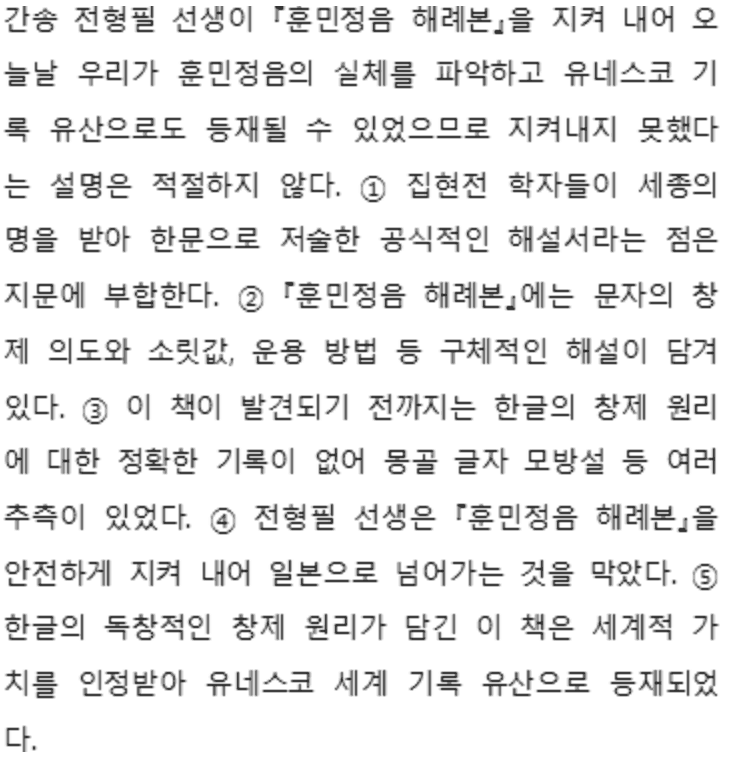 간송 전형필 선생이 『훈민정음 해례본』을 지켜 내어 오
늘날 우리가 훈민정음의 실체를 파악하고 유네스코 기
록 유산으로도 등재될 수 있었으므로 지켜내지 못했다
는 설명은 적절하지 않다. ① 집현전 학자들이 세종의
명을 받아 한문으로 저술한 공식적인 해설서라는 점은
지문에 부합한다. ② 『훈민정음 해례본』에는 문자의 창
제 의도와 소릿값, 운용 방법 등 구체적인 해설이 담겨
있다. ③ 이 책이 발견되기 전까지는 한글의 창제 원리
에 대한 정확한 기록이 없어 몽골 글자 모방설 등 여러
추측이 있었다. ④ 전형필 선생은 『훈민정음 해례본』을
안전하게 지켜 내어 일본으로 넘어가는 것을 막았다. ⑤
한글의 독창적인 창제 원리가 담긴 이 책은 세계적 가
치를 인정받아 유네스코 세계 기록 유산으로 등재되었
다.